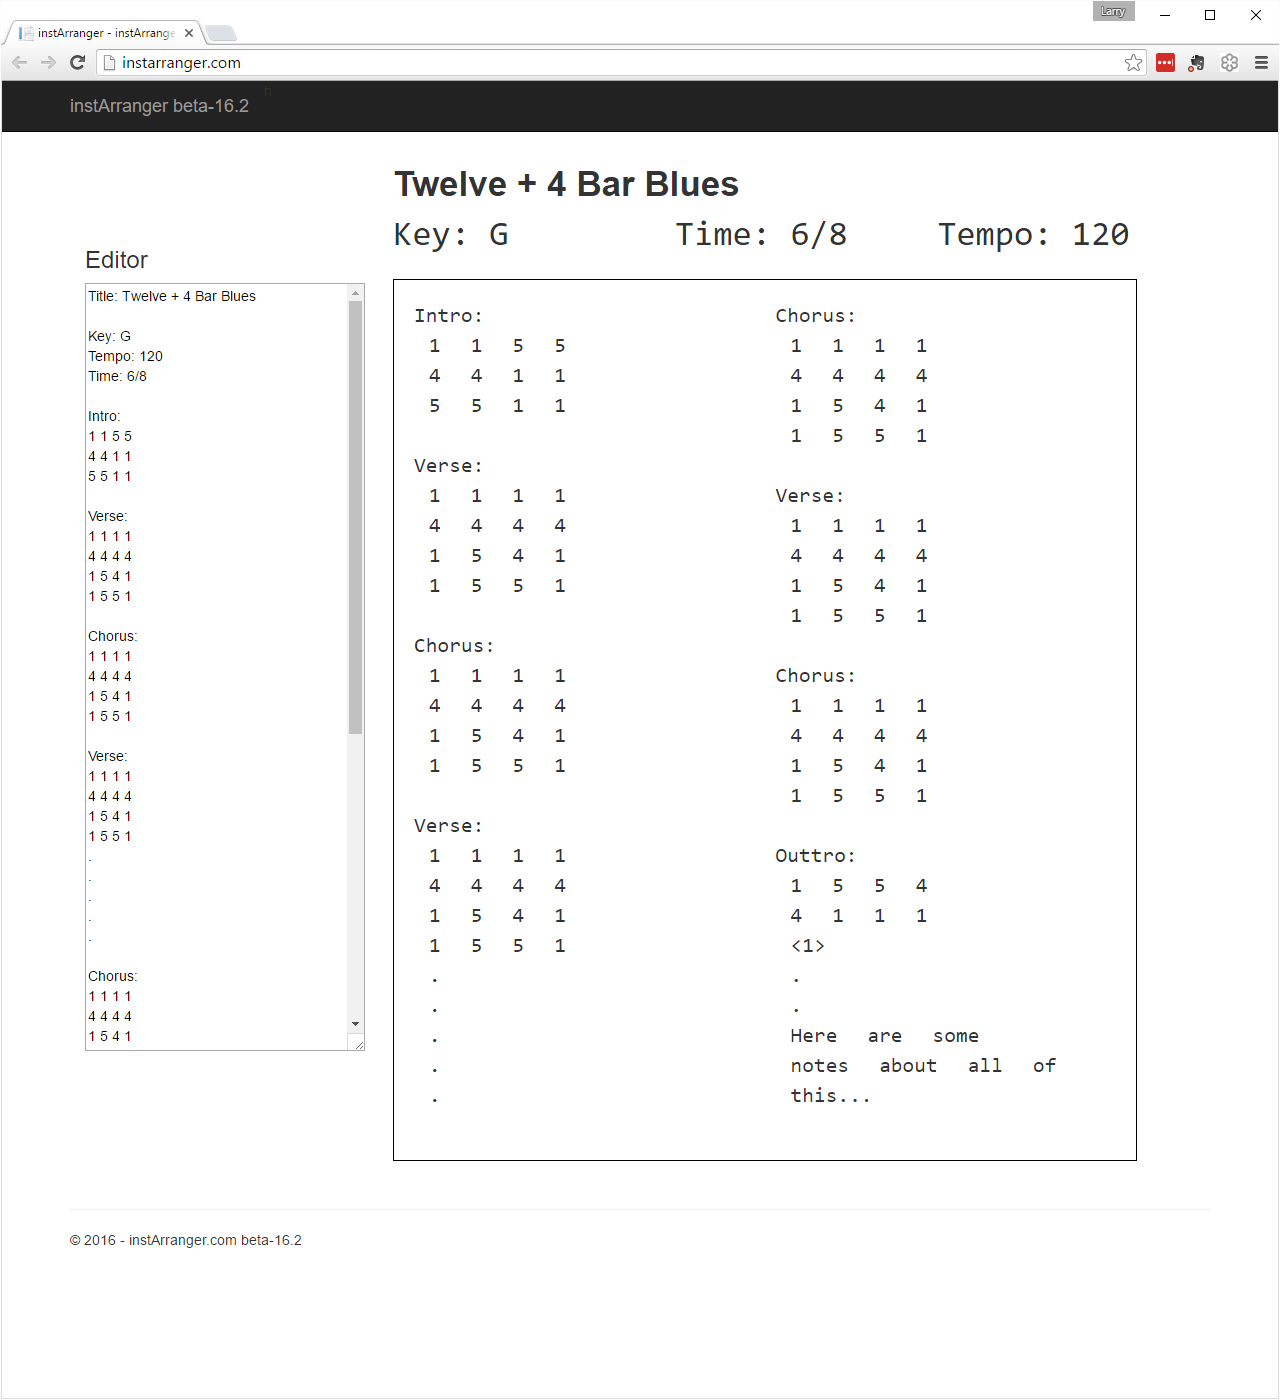 Larry
instArranger - instArrange
instarranger.com
instArranger beta-16.2
h
Twelve + 4 Bar Blues
Key: G Time: 6/8 Tempo: 120
Editor
Title: Twelve + 4 Bar Blues
Key: G
Tempo: 120
Time: 6/8
Intro:
1 1 5 5
4 4 1 1
5 5 1 1
Verse:
1 1 1 1
4 4 4 4
1 5 4 1
1 5 5 1
Chorus:
1 1 1 1
4 4 4 4
1 5 4 1
1 5 5 1
Verse:
1 1 1 1
4 4 4 4
1 5 4 1
1 5 5 1
.
.
.
.
.
Chorus:
1 1 1 1
4 4 4 4
1 5 4 1
Intro:
1 1 5 5
4 4 1 1
5 5 1 1
Verse:
1 1 1 1
4 4 4 4
1 5 4 1
1 5 5 1
Chorus:
1 1 1 1
4 4 4 4
1 5 4 1
1 5 5 1
Verse:
1 1 1 1
4 4 4 4
1 5 4 1
1 5 5 1
.
.
.
.
.
Chorus:
1 1 1 1
4 4 4 4
1 5 4 1
1 5 5 1
Verse:
1 1 1 1
4 4 4 4
1 5 4 1
1 5 5 1
Chorus:
1 1 1 1
4 4 4 4
1 5 4 1
1 5 5 1
Outtro:
1 5 5 4
4 1 1 1
<1>
.
.
Here are some
notes about all of
this...
© 2016 - instArranger.com beta-16.2